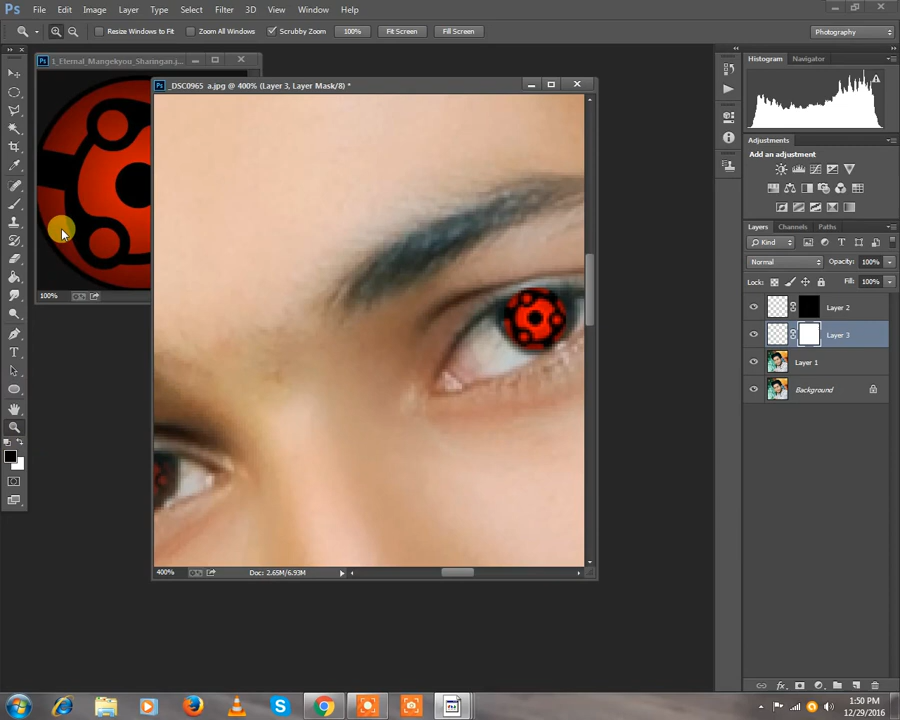 Ps File Edit Image Layer Type Select Filter 3D View Window Help
Resize Windows to Fit Zoom All Windows Scrubby Zoom 100% Fit Screen Fill Screen Photography
Ps 1_Eternal_Mangekyou_Sharingan.j...
100%
Ps _DSC0965 a.jpg @ 400% (Layer 3, Layer Mask/8) *
400% Doc: 2.65M/6.93M
Histogram Navigator
Adjustments
Add an adjustment
Layers Channels Paths
Kind
Normal Opacity: 100%
Lock: Fill: 100%
Layer 2
Layer 3
Layer 1
Background
fx
1:50 PM
12/29/2016